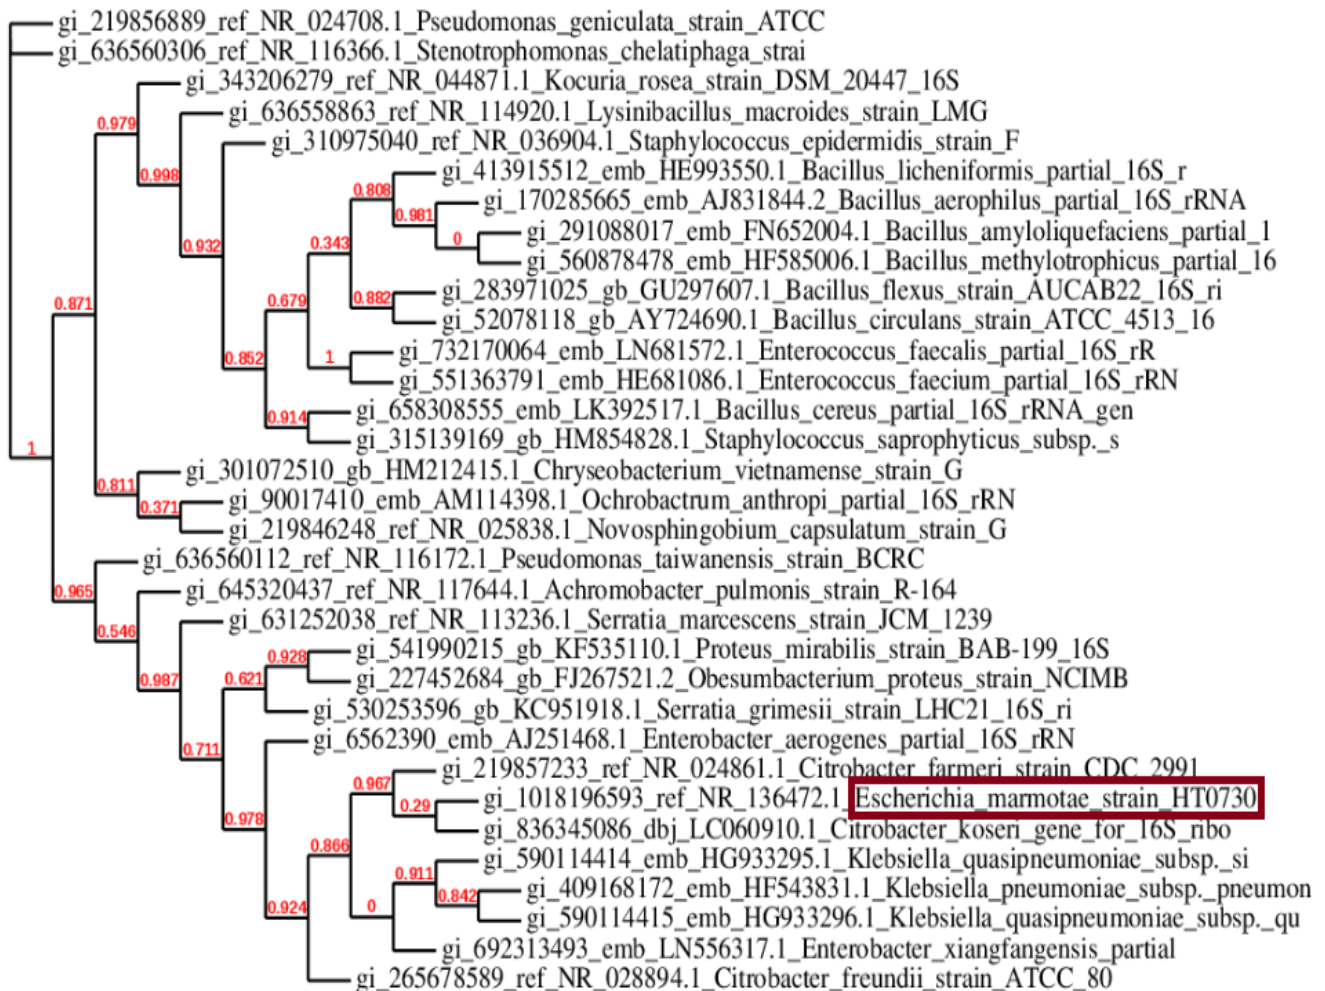 gi_219856889_ref_NR_024708.1_Pseudomonas_geniculata_strain_ATCC
gi_636560306_ref_NR_116366.1_Stenotrophomonas_chelatiphaga_strai
gi_343206279_ref_NR_044871.1_Kocuria_rosea_strain_DSM_20447_16S
gi_636558863_ref_NR_114920.1_Lysinibacillus_macroides_strain_LMG
0.979
gi_310975040_ref_NR_036904.1_Staphylococcus_epidermidis_strain_F
gi_413915512_emb_HE993550.1_Bacillus_licheniformis_partial_16S_r
0.998
0.808
gi_170285665_emb_AJ831844.2_Bacillus_aerophilus_partial_16S_rRNA
0.981
gi_291088017_emb_FN652004.1_Bacillus_amyloliquefaciens_partial_1
0.932
0.343
0
gi_560878478_emb_HF585006.1_Bacillus_methylotrophicus_partial_16
gi_283971025_gb_GU297607.1_Bacillus_flexus_strain_AUCAB22_16S_ri
0.871
0.679
0.882
gi_52078118_gb_AY724690.1_Bacillus_circulans_strain_ATCC_4513_16
gi_732170064_emb_LN681572.1_Enterococcus_faecalis_partial_16S_rR
0.852
1
gi_551363791_emb_HE681086.1_Enterococcus_faecium_partial_16S_rRN
gi_658308555_emb_LK392517.1_Bacillus_cereus_partial_16S_rRNA_gen
0.914
gi_315139169_gb_HM854828.1_Staphylococcus_saprophyticus_subsp._s
1
gi_301072510_gb_HM212415.1_Chryseobacterium_vietnamense_strain_G
0.811
gi_90017410_emb_AM114398.1_Ochrobactrum_anthropi_partial_16S_rRN
0.371
gi_219846248_ref_NR_025838.1_Novosphingobium_capsulatum_strain_G
gi_636560112_ref_NR_116172.1_Pseudomonas_taiwanensis_strain_BCRC
0.965
gi_645320437_ref_NR_117644.1_Achromobacter_pulmonis_strain_R-164
0.546
gi_631252038_ref_NR_113236.1_Serratia_marcescens_strain_JCM_1239
gi_541990215_gb_KF535110.1_Proteus_mirabilis_strain_BAB-199_16S
0.928
0.987
0.621
gi_227452684_gb_FJ267521.2_Obesumbacterium_proteus_strain_NCIMB
gi_530253596_gb_KC951918.1_Serratia_grimesii_strain_LHC21_16S_ri
0.711
gi_6562390_emb_AJ251468.1_Enterobacter_aerogenes_partial_16S_rRN
gi_219857233_ref_NR_024861.1_Citrobacter_farmeri_strain_CDC_2991
0.967
gi_1018196593_ref_NR_136472.1_Escherichia_marmotae_strain_HT0730
0.29
0.978
gi_836345086_dbj_LC060910.1_Citrobacter_koseri_gene_for_16S_ribo
0.866
gi_590114414_emb_HG933295.1_Klebsiella_quasipneumoniae_subsp._si
0.911
gi_409168172_emb_HF543831.1_Klebsiella_pneumoniae_subsp._pneumon
0.924
0
0.842
gi_590114415_emb_HG933296.1_Klebsiella_quasipneumoniae_subsp._qu
gi_692313493_emb_LN556317.1_Enterobacter_xiangfangensis_partial
gi_265678589_ref_NR_028894.1_Citrobacter_freundii_strain_ATCC_80